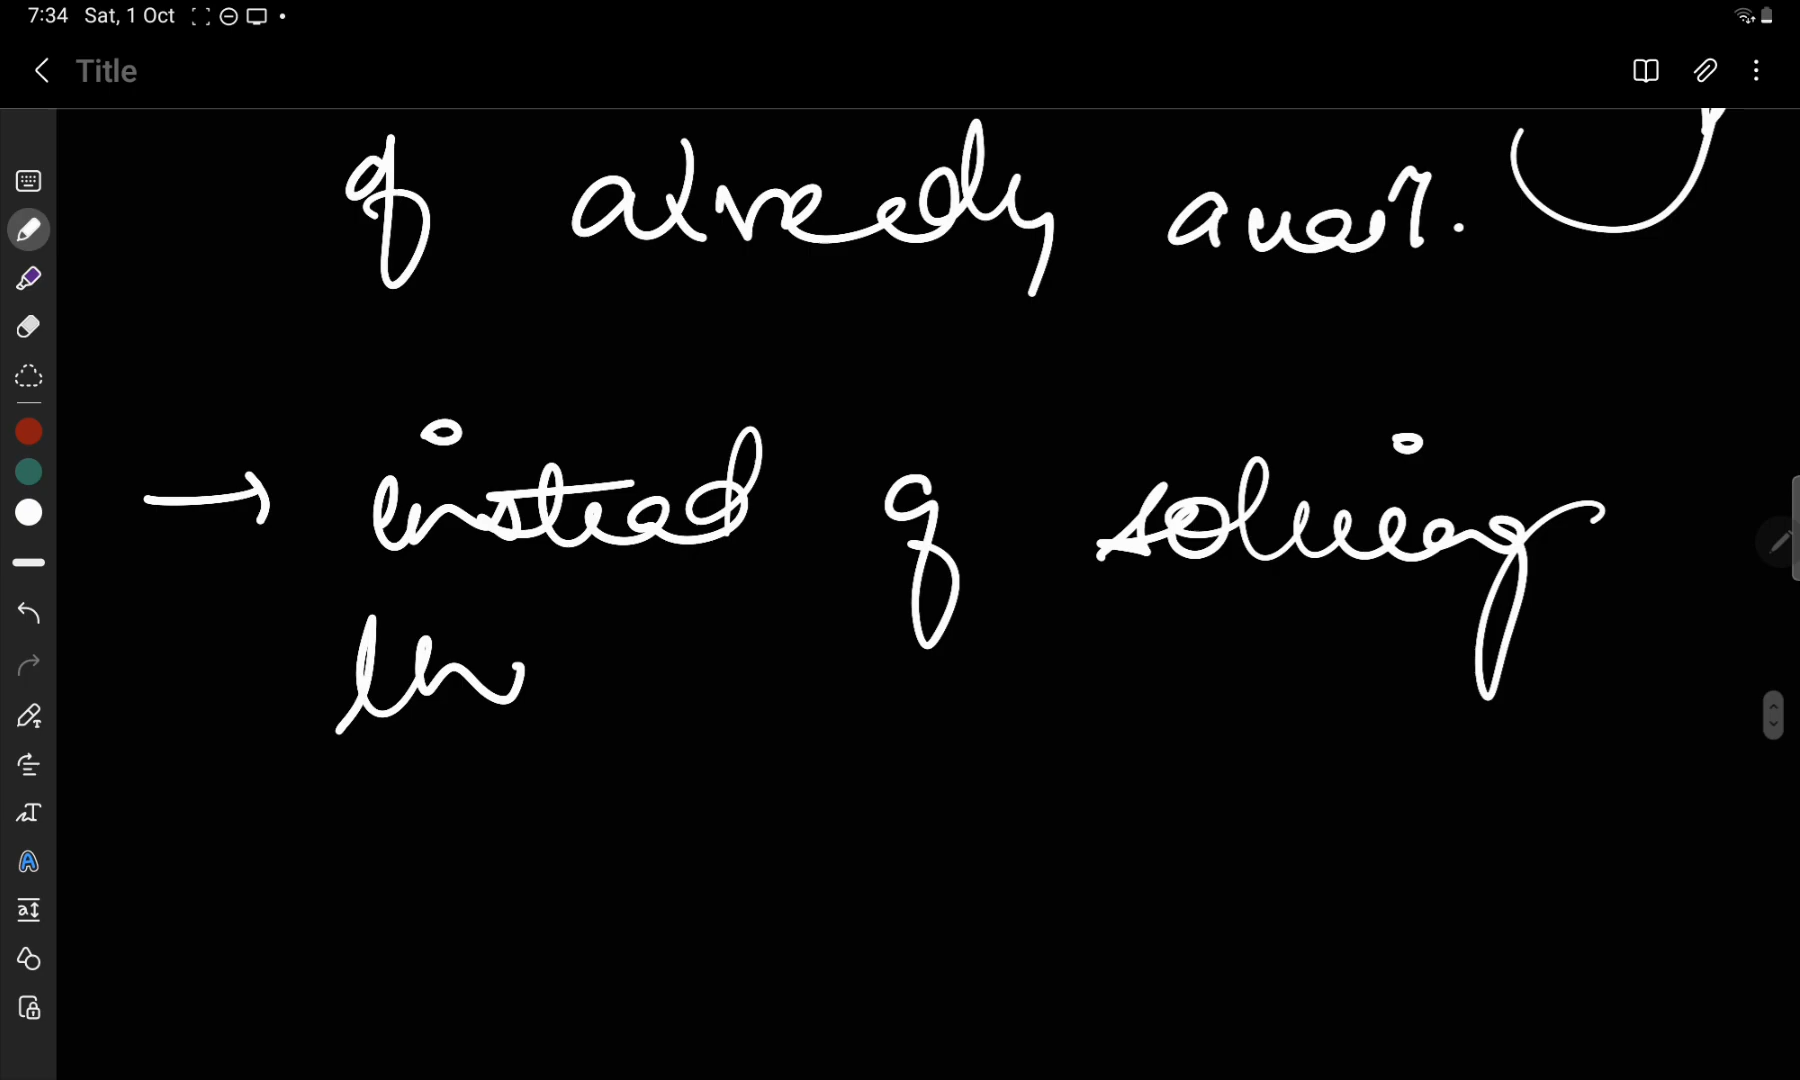 7:34 Sat, 1 Oct
Title
of already avail.
→ instead of solving